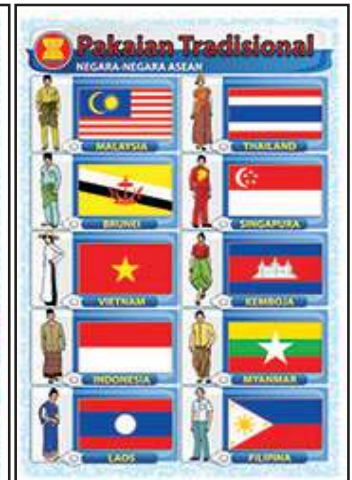 Pakaian Tradisional
NEGARA-NEGARA ASEAN
MALAYSIA
THAILAND
BRUNEI
SINGAPURA
VIETNAM
KEMBOJA
INDONESIA
MYANMAR
LAOS
FILIPINA